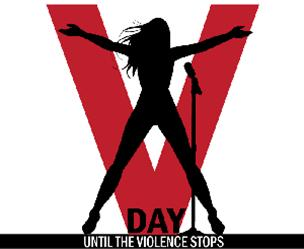 V
DAY
UNTIL THE VIOLENCE STOPS